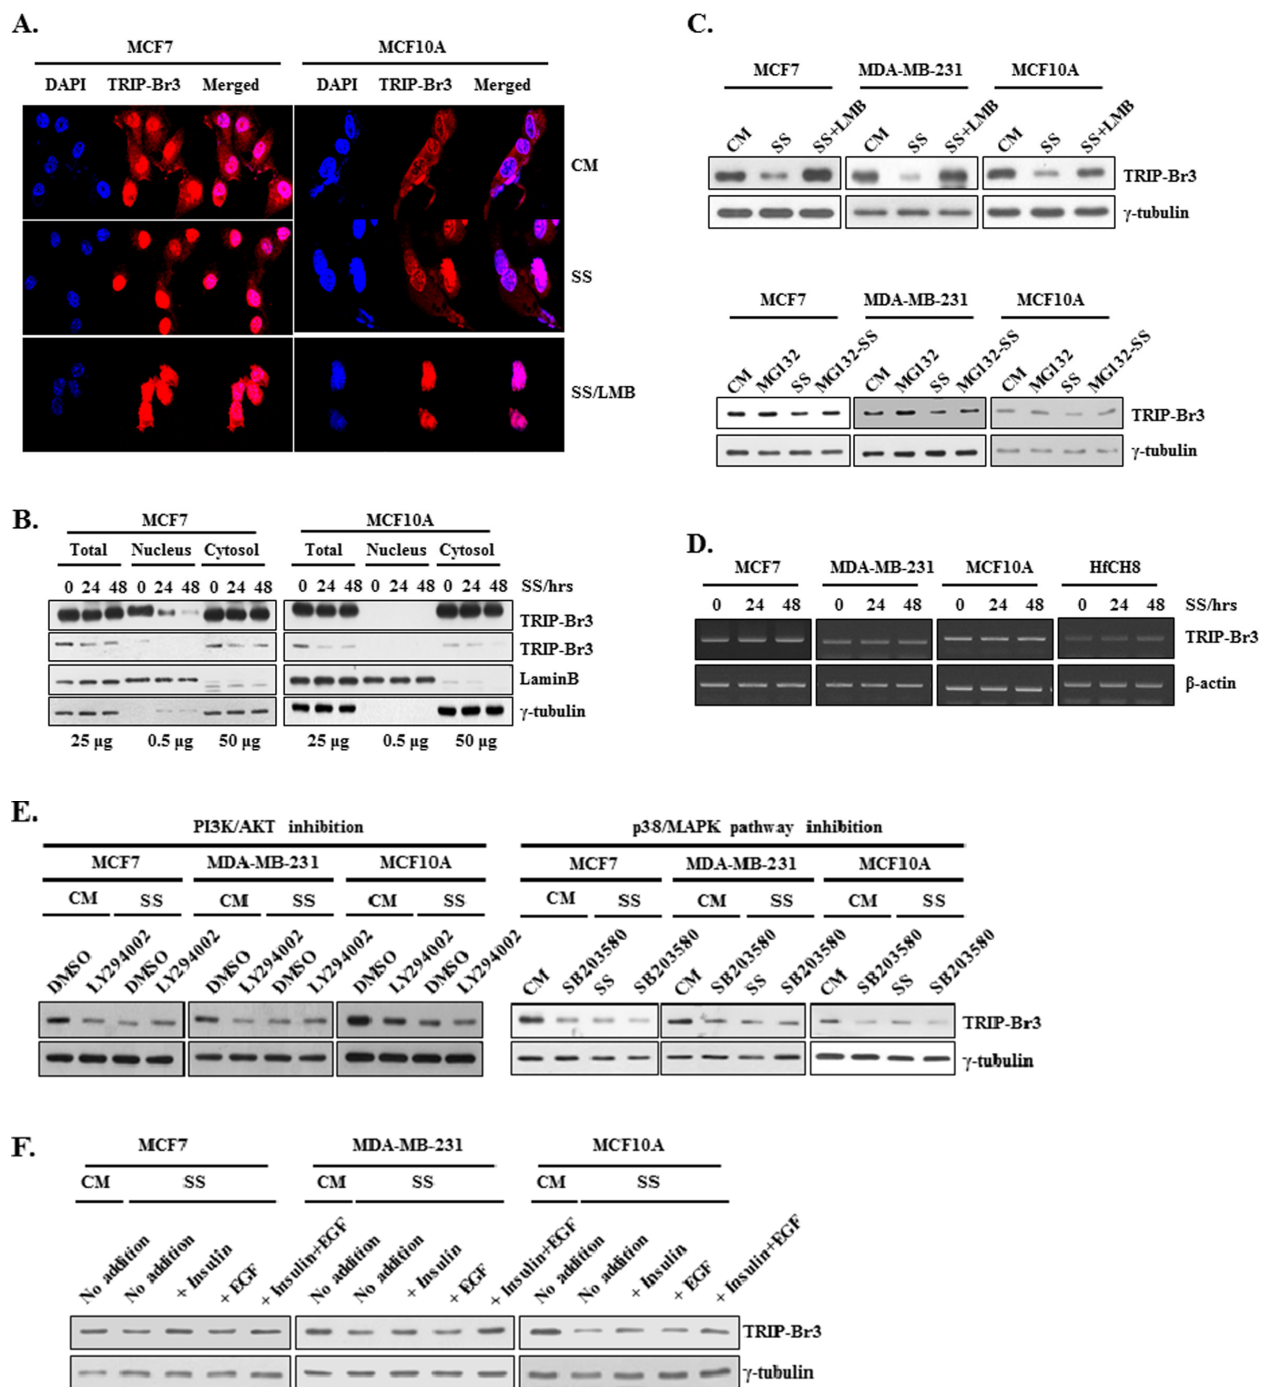 A.
MCF7 MCF10A
DAPI TRIP-Br3 Merged DAPI TRIP-Br3 Merged
CM
SS
SS/LMB
B.
MCF7 MCF10A
Total Nucleus Cytosol Total Nucleus Cytosol
0 24 48 0 24 48 0 24 48 0 24 48 0 24 48 0 24 48 SS/hrs
TRIP-Br3
TRIP-Br3
LaminB
γ-tubulin
25 μg 0.5 μg 50 μg 25 μg 0.5 μg 50 μg
C.
MCF7 MDA-MB-231 MCF10A
CM SS SS+LMB CM SS SS+LMB CM SS SS+LMB
TRIP-Br3
γ-tubulin
MCF7 MDA-MB-231 MCF10A
CM MG132 SS MG132-SS CM MG132 SS MG132-SS CM MG132 SS MG132-SS
TRIP-Br3
γ-tubulin
D.
MCF7 MDA-MB-231 MCF10A HfCH8
0 24 48 0 24 48 0 24 48 0 24 48 SS/hrs
TRIP-Br3
β-actin
E.
PI3K/AKT inhibition p38/MAPK pathway inhibition
MCF7 MDA-MB-231 MCF10A MCF7 MDA-MB-231 MCF10A
CM SS CM SS CM SS CM SS CM SS CM SS
DMSO LY294002 DMSO LY294002 DMSO LY294002 DMSO LY294002 DMSO LY294002 DMSO LY294002 CM SB203580 SS SB203580 CM SB203580 SS SB203580 CM SB203580 SS SB203580
TRIP-Br3
γ-tubulin
F.
MCF7 MDA-MB-231 MCF10A
CM SS CM SS CM SS
No addition No addition + Insulin + EGF + Insulin+EGF No addition No addition + Insulin + EGF + Insulin+EGF No addition No addition + Insulin + EGF + Insulin+EGF
TRIP-Br3
γ-tubulin